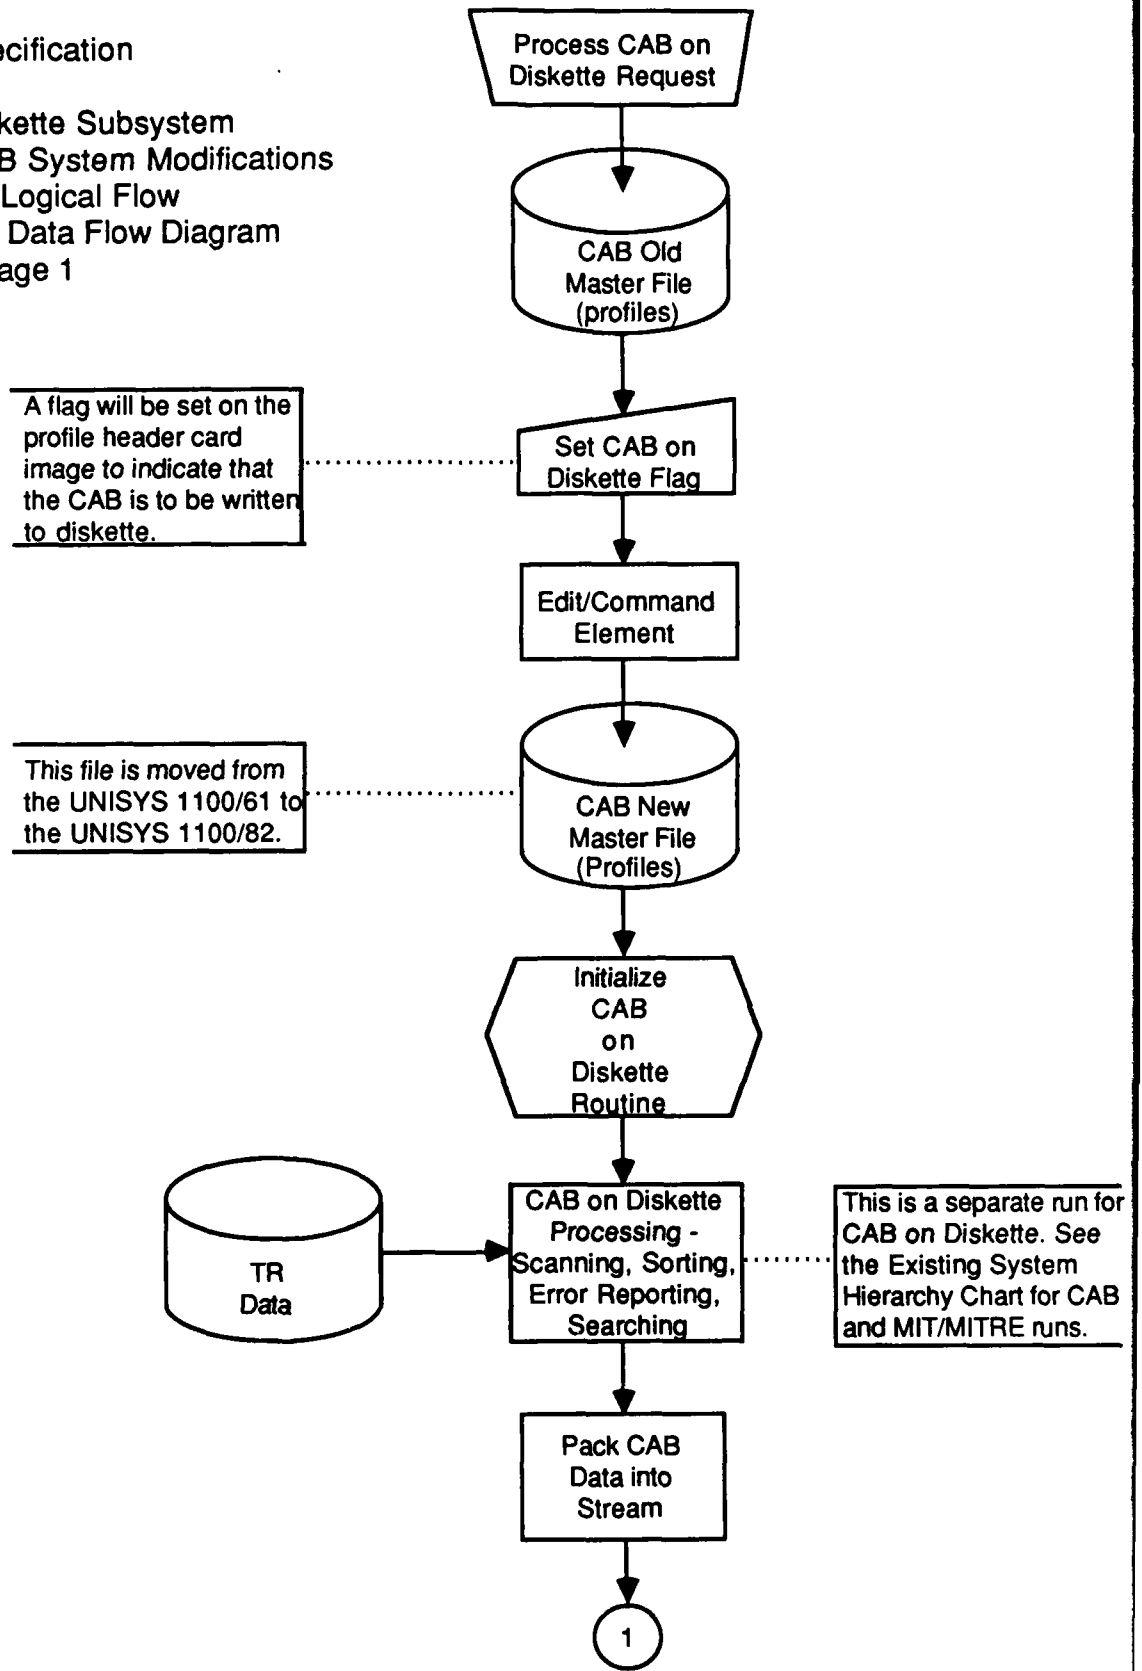 ecification
kette Subsystem
B System Modifications
Logical Flow
Data Flow Diagram
age 1
Process CAB on
Diskette Request
CAB Old
Master File
(profiles)
A flag will be set on the
profile header card
image to indicate that
the CAB is to be written
to diskette.
Set CAB on
Diskette Flag
Edit/Command
Element
This file is moved from
the UNISYS 1100/61 to
the UNISYS 1100/82.
CAB New
Master File
(Profiles)
Initialize
CAB
on
Diskette
Routine
TR
Data
CAB on Diskette
Processing -
Scanning, Sorting,
Error Reporting,
Searching
This is a separate run for
CAB on Diskette. See
the Existing System
Hierarchy Chart for CAB
and MIT/MITRE runs.
Pack CAB
Data into
Stream
1